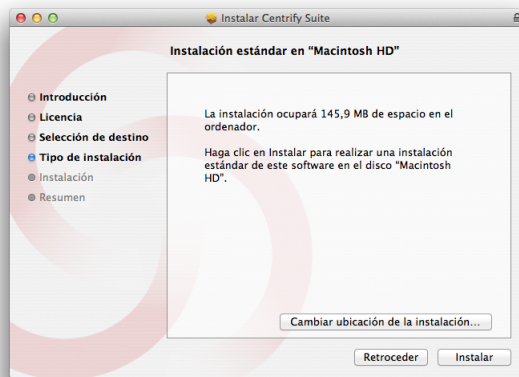 Instalar Centrify Suite
Instalación estándar en “Macintosh HD”
Introducción
Licencia
Selección de destino
Tipo de instalación
Instalación
Resumen
La instalación ocupará 145,9 MB de espacio en el
ordenador.
Haga clic en Instalar para realizar una instalación
estándar de este software en el disco "Macintosh
HD".
Cambiar ubicación de la instalación...
Retroceder
Instalar